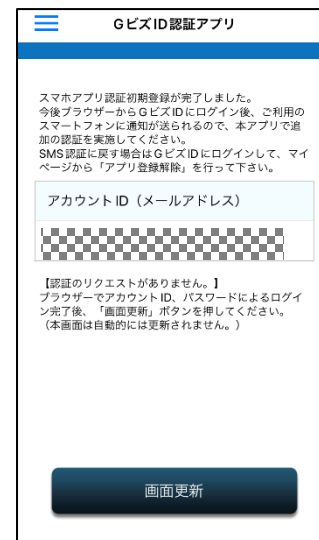 GビズID認証アプリ
スマホアプリ認証初期登録が完了しました。
今後ブラウザーからGビズIDにログイン後、ご利用の
スマートフォンに通知が送られるので、本アプリで追
加の認証を実施してください。
SMS認証に戻す場合はGビズIDにログインして、マイ
ページから「アプリ登録解除」を行って下さい。
アカウントID（メールアドレス）
【認証のリクエストがありません。】
ブラウザーでアカウントID、パスワードによるログイ
ン完了後、「画面更新」ボタンを押してください。
（本画面は自動的には更新されません。）
画面更新